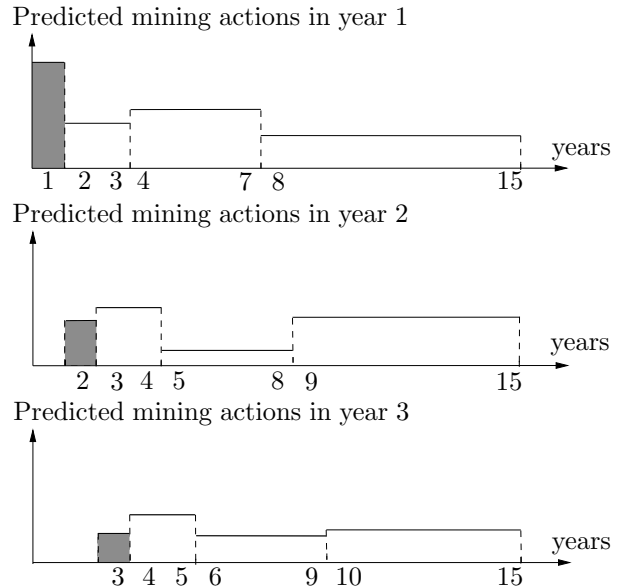 Predicted mining actions in year 1
years
1 2 3 4 7 8 15
Predicted mining actions in year 2
years
2 3 4 5 8 9 15
Predicted mining actions in year 3
years
3 4 5 6 9 10 15